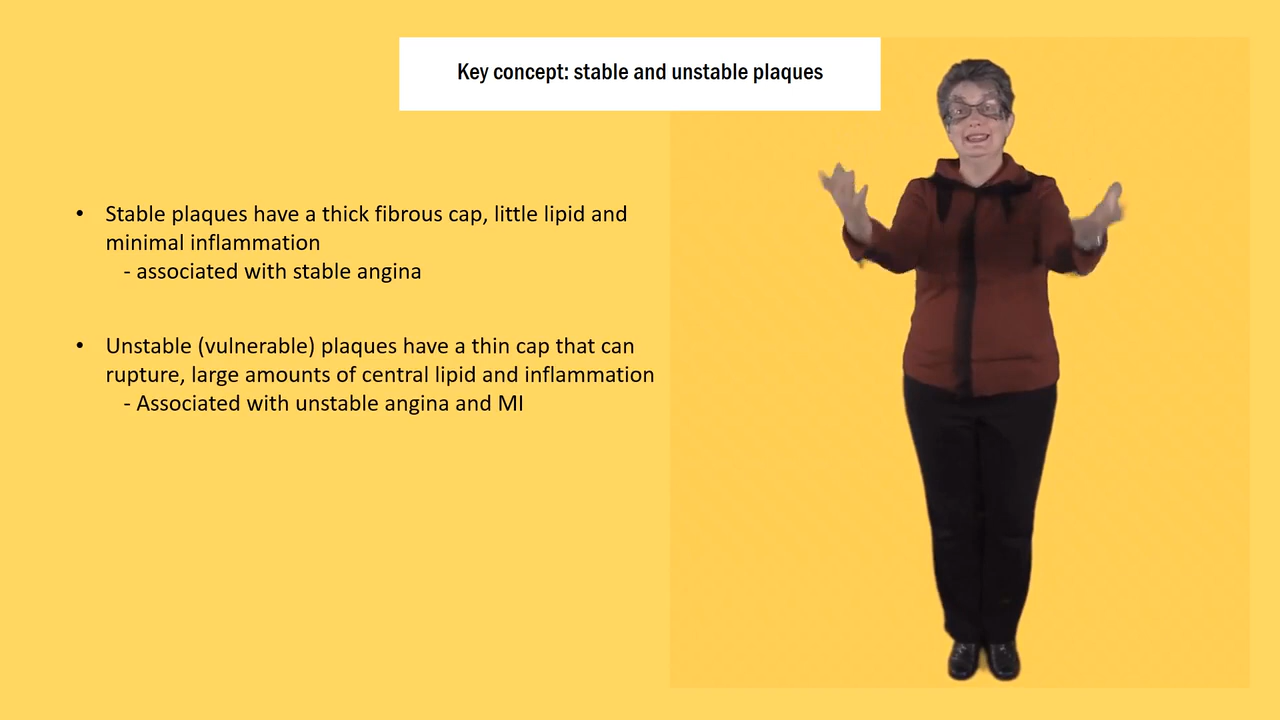 Key concept: stable and unstable plaques
• Stable plaques have a thick fibrous cap, little lipid and
minimal inflammation
- associated with stable angina
• Unstable (vulnerable) plaques have a thin cap that can
rupture, large amounts of central lipid and inflammation
- Associated with unstable angina and MI